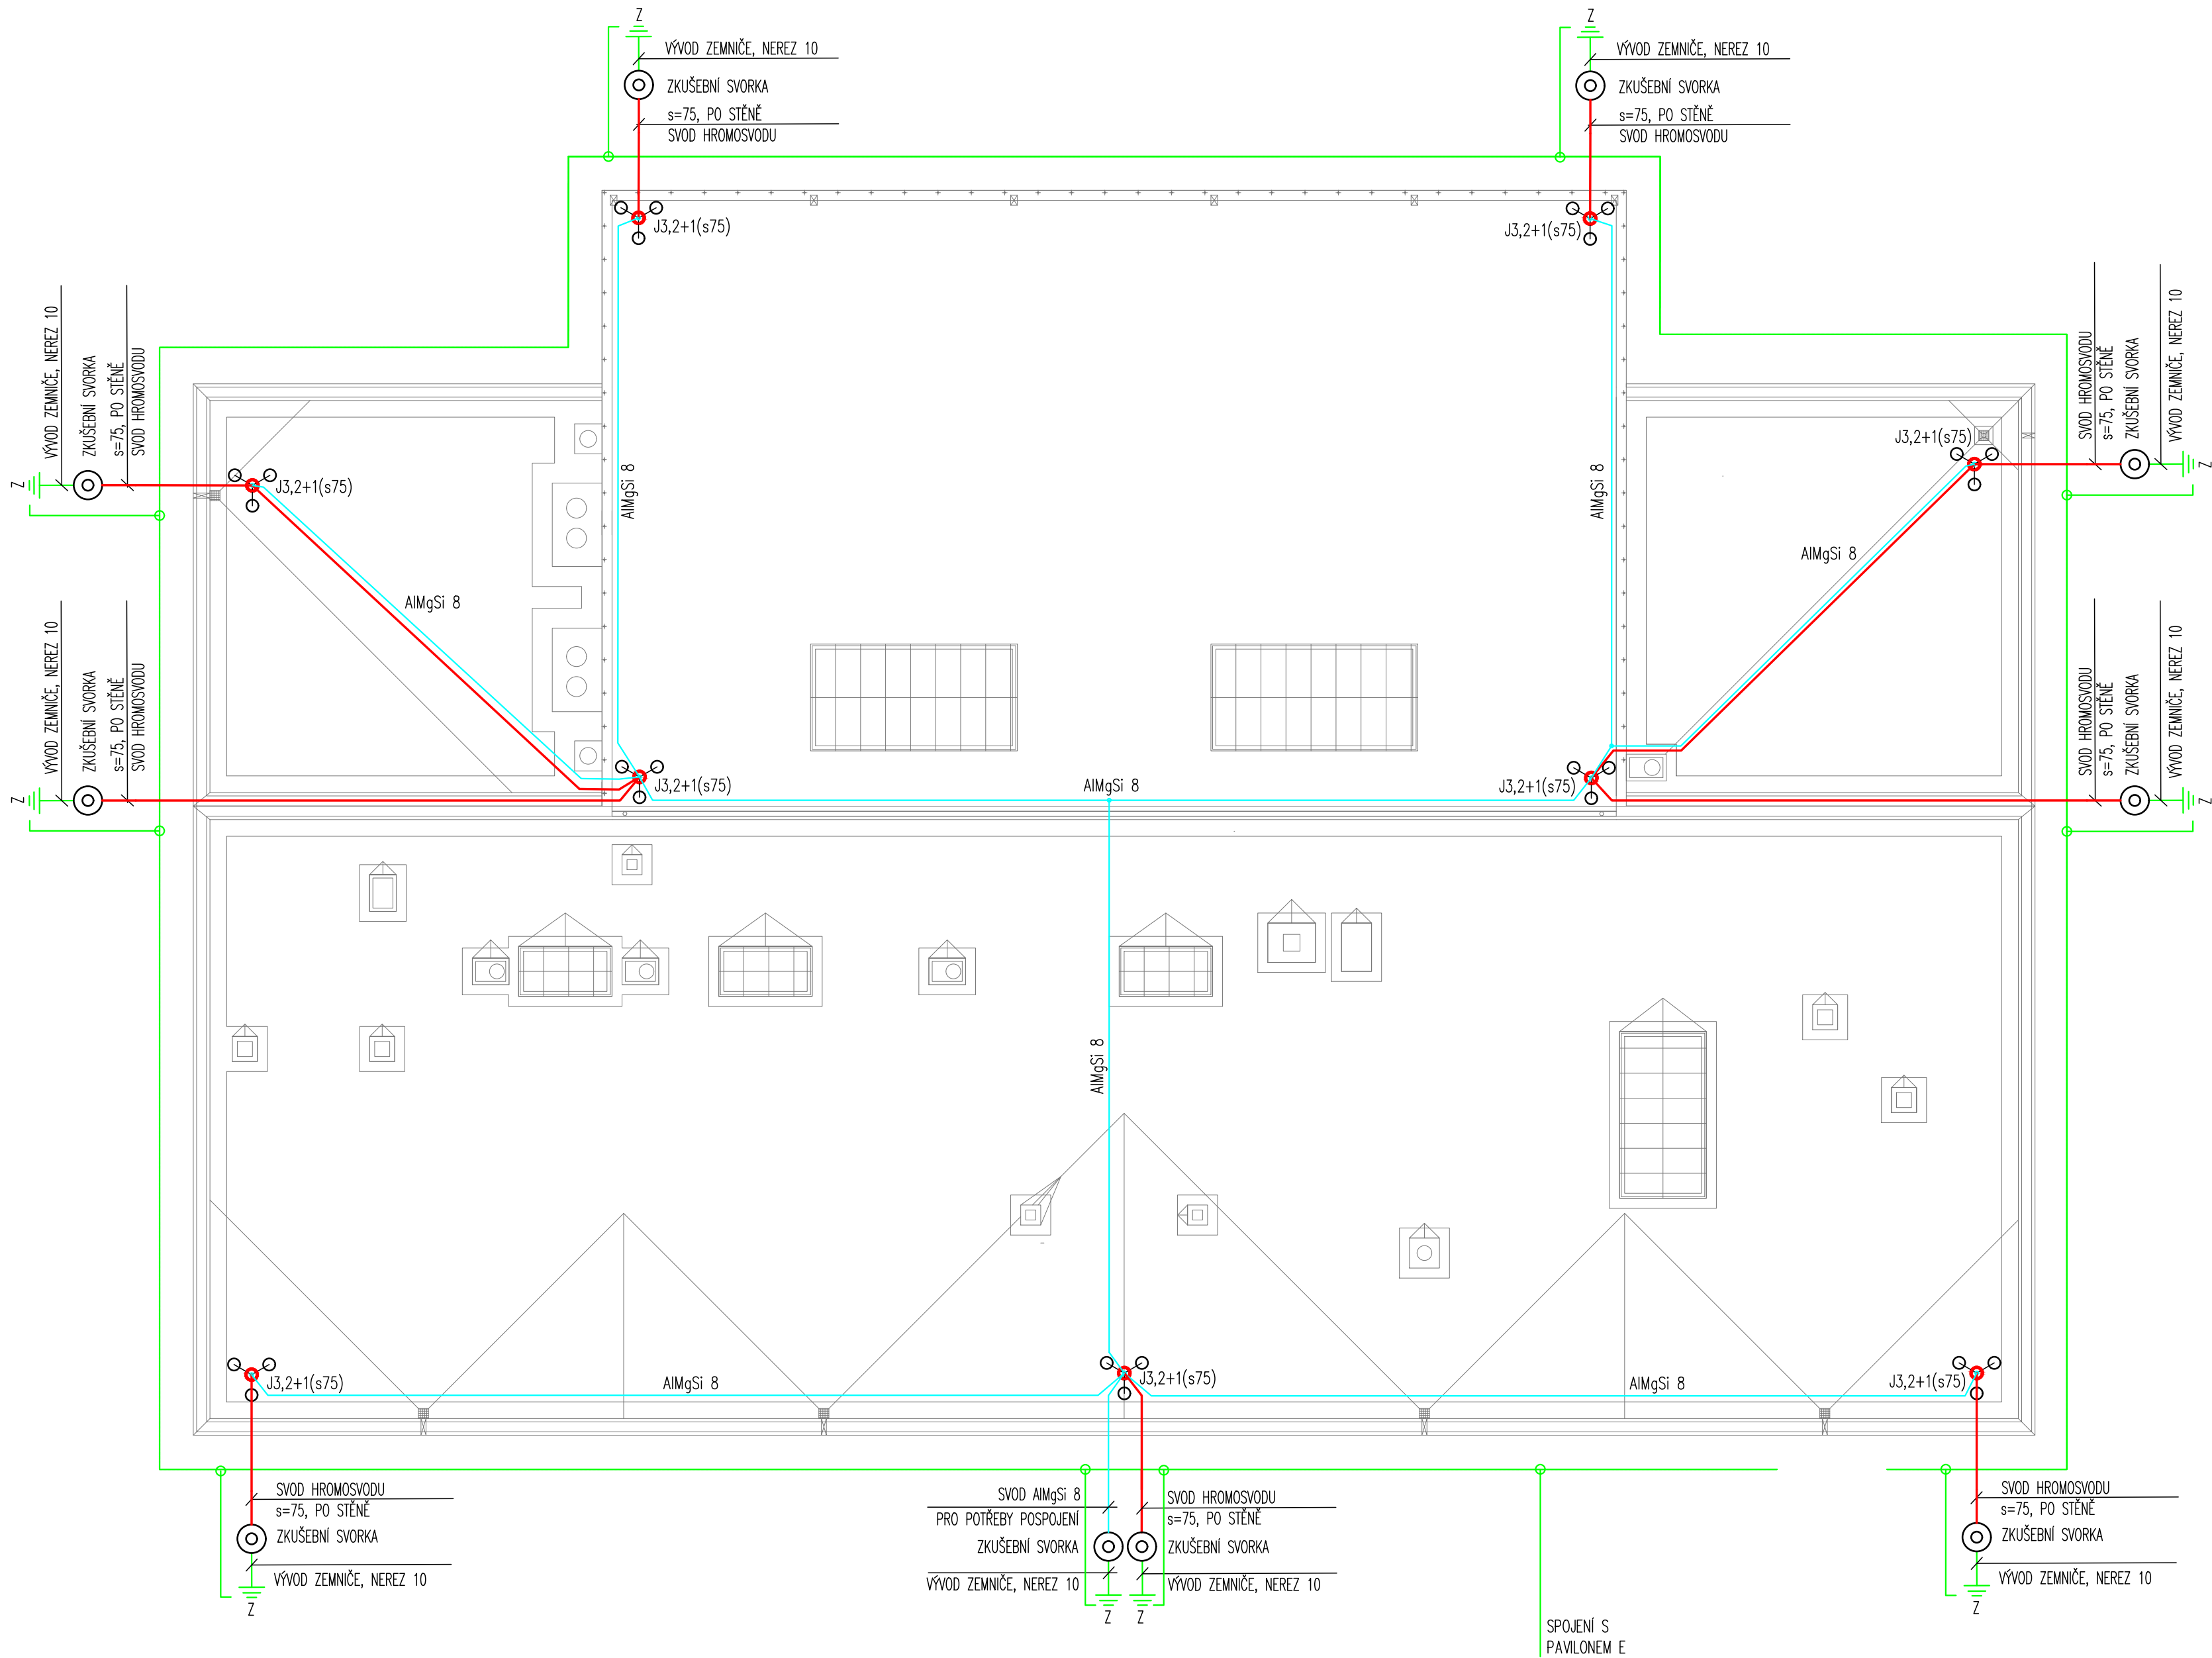 Z
VÝVOD ZEMNIČE, NEREZ 10
ZKUŠEBNÍ SVORKA
s=75, PO STĚNĚ
SVOD HROMOSVODU
Z
VÝVOD ZEMNIČE, NEREZ 10
ZKUŠEBNÍ SVORKA
s=75, PO STĚNĚ
SVOD HROMOSVODU
J3,2+1(s75)
J3,2+1(s75)
Z
VÝVOD ZEMNIČE, NEREZ 10
ZKUŠEBNÍ SVORKA
s=75, PO STĚNĚ
SVOD HROMOSVODU
J3,2+1(s75)
AlMgSi 8
AlMgSi 8
AlMgSi 8
J3,2+1(s75)
AlMgSi 8
SVOD HROMOSVODU
s=75, PO STĚNĚ
ZKUŠEBNÍ SVORKA
VÝVOD ZEMNIČE, NEREZ 10
Z
Z
VÝVOD ZEMNIČE, NEREZ 10
ZKUŠEBNÍ SVORKA
s=75, PO STĚNĚ
SVOD HROMOSVODU
J3,2+1(s75)
AlMgSi 8
J3,2+1(s75)
SVOD HROMOSVODU
s=75, PO STĚNĚ
ZKUŠEBNÍ SVORKA
VÝVOD ZEMNIČE, NEREZ 10
Z
AlMgSi 8
J3,2+1(s75)
AlMgSi 8
J3,2+1(s75)
AlMgSi 8
J3,2+1(s75)
SVOD HROMOSVODU
s=75, PO STĚNĚ
ZKUŠEBNÍ SVORKA
VÝVOD ZEMNIČE, NEREZ 10
Z
SVOD AlMgSi 8
PRO POTŘEBY POSPOJENÍ
ZKUŠEBNÍ SVORKA
VÝVOD ZEMNIČE, NEREZ 10
Z
SVOD HROMOSVODU
s=75, PO STĚNĚ
ZKUŠEBNÍ SVORKA
VÝVOD ZEMNIČE, NEREZ 10
Z
SPOJENÍ S
PAVILONEM E
SVOD HROMOSVODU
s=75, PO STĚNĚ
ZKUŠEBNÍ SVORKA
VÝVOD ZEMNIČE, NEREZ 10
Z